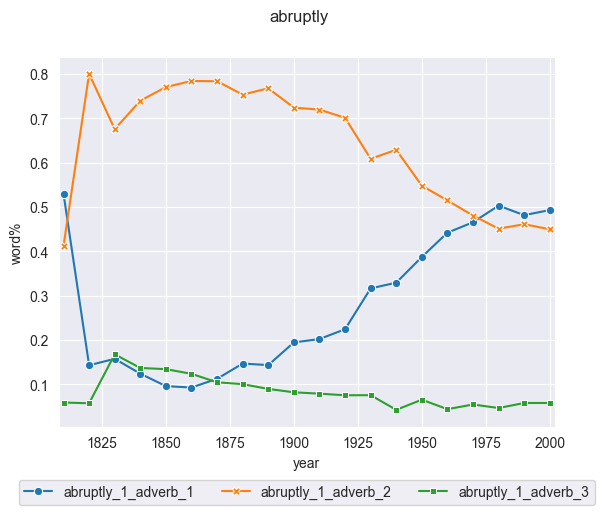 abruptly
0.8
0.7
0.6
0.5
0.4
0.3
0.2
0.1
word%
1825 1850 1875 1900 1925 1950 1975 2000
year
abruptly_1_adverb_1 abruptly_1_adverb_2 abruptly_1_adverb_3